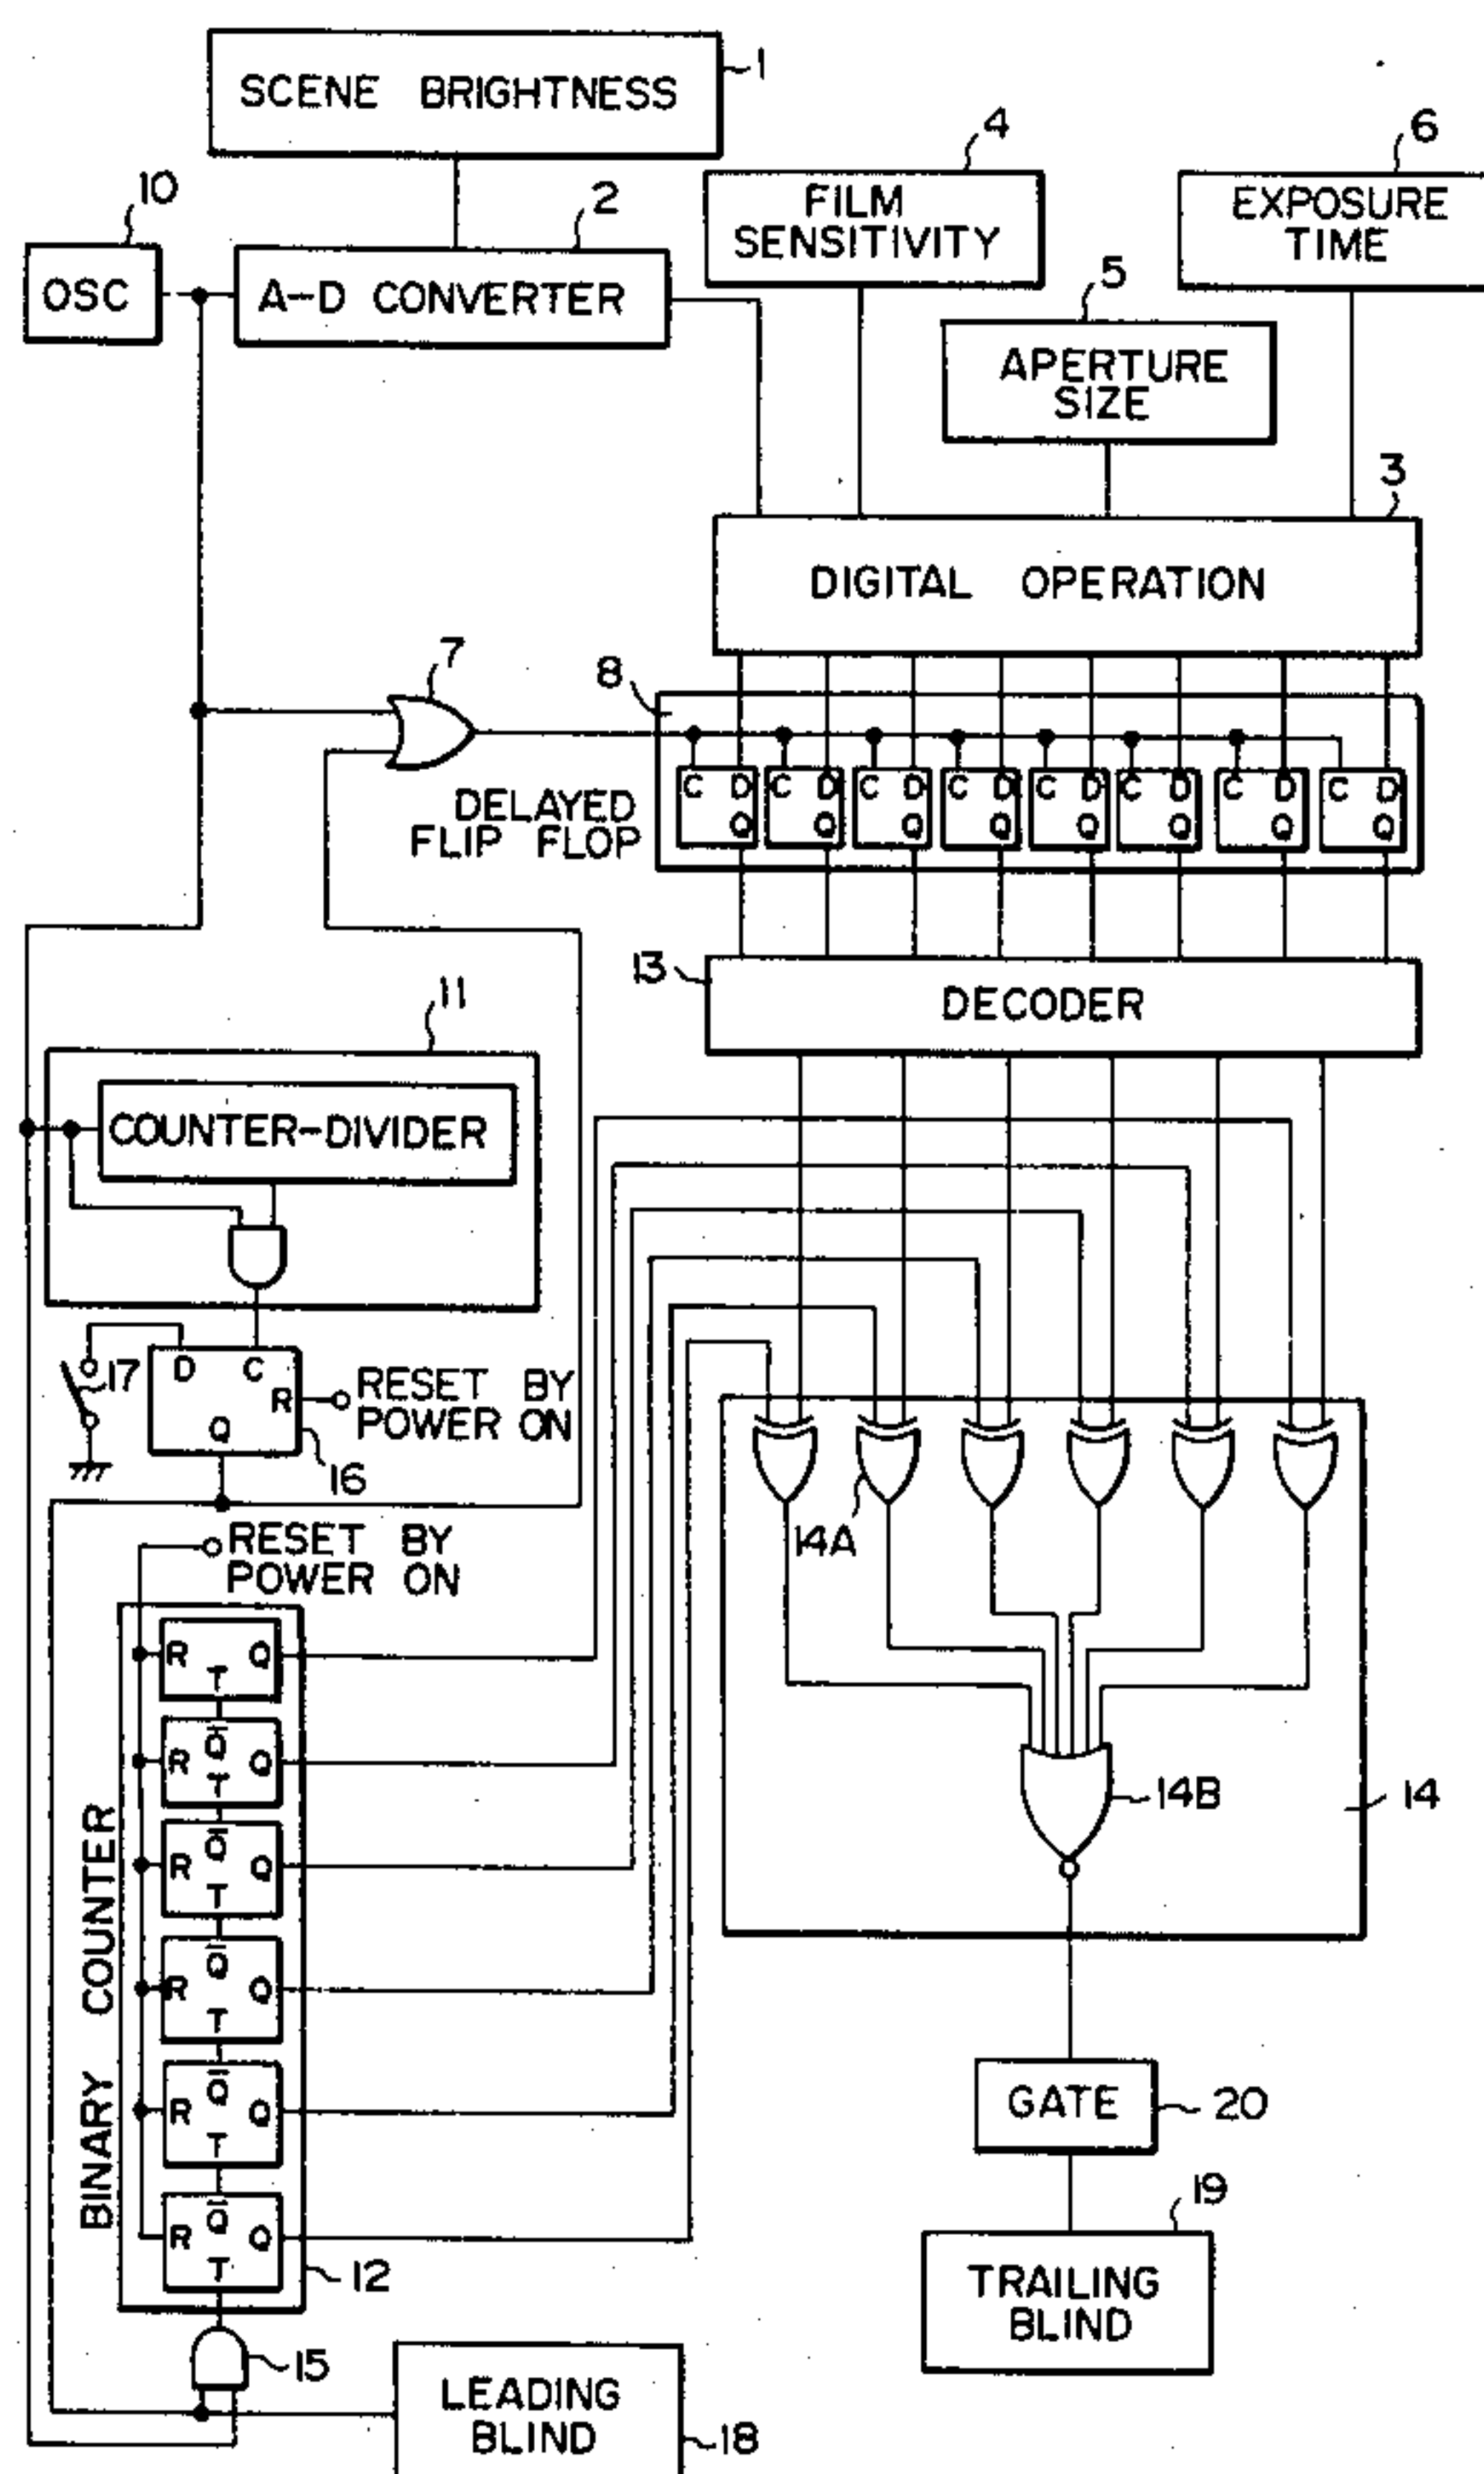 SCENE BRIGHTNESS
1
4
6
10
2
FILM
SENSITIVITY
EXPOSURE
TIME
OSC
A-D CONVERTER
5
APERTURE
SIZE
3
DIGITAL OPERATION
7
8
C D C D C D C D C D C D C D C D
Q Q Q Q Q Q Q Q
DELAYED
FLIP FLOP
13
DECODER
11
COUNTER-DIVIDER
17
D C
R
Q
RESET BY
POWER ON
16
14A
RESET BY
POWER ON
R Q
T
R Q̅ Q
T
R Q̅ Q
T
R Q̅ Q
T
R Q̅ Q
T
R Q̅ Q
T
BINARY COUNTER
14B
14
12
GATE
20
19
TRAILING
BLIND
15
LEADING
BLIND
18